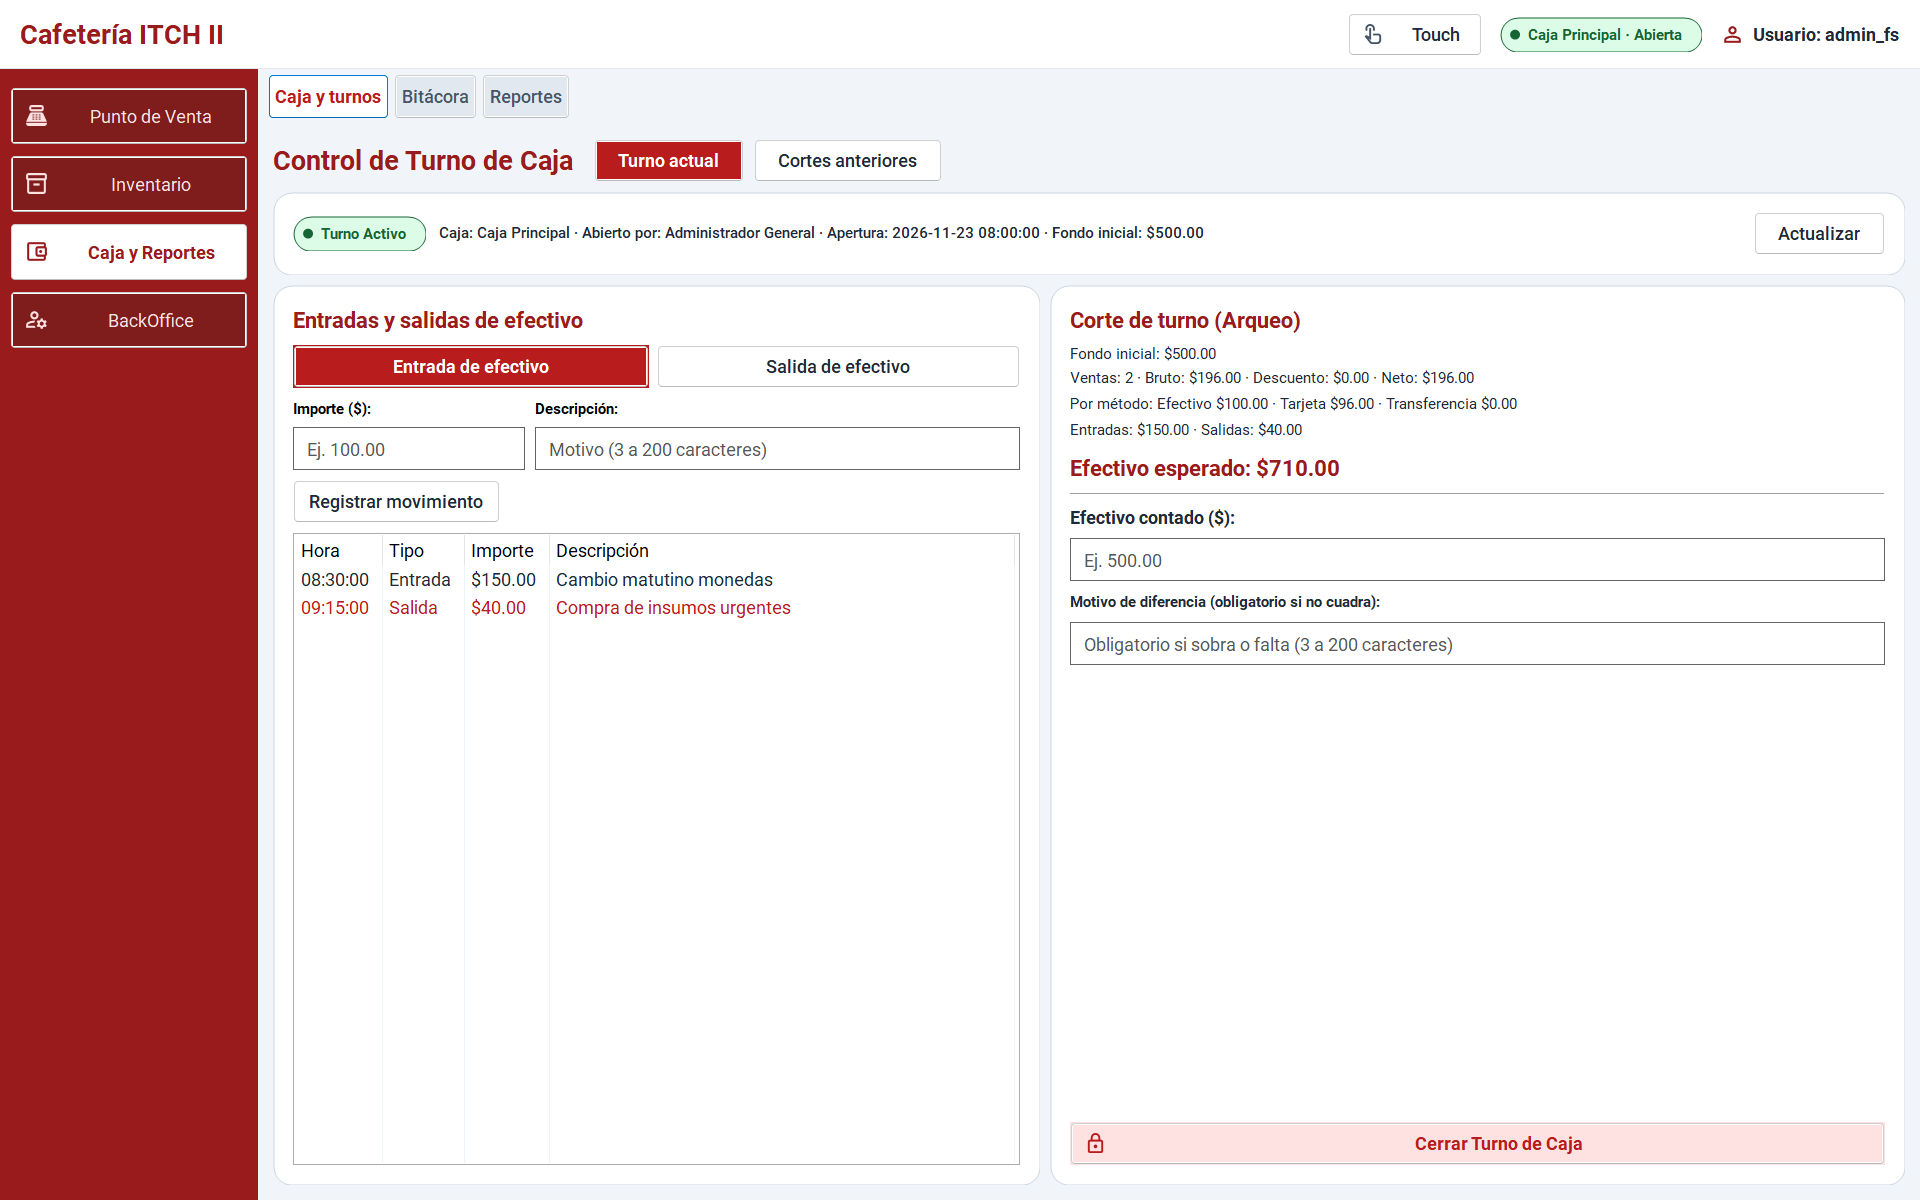 Cafetería ITCH II
Touch
Caja Principal · Abierta
Usuario: admin_fs
Punto de Venta
Inventario
Caja y Reportes
BackOffice
Caja y turnos
Bitácora
Reportes
Control de Turno de Caja
Turno actual
Cortes anteriores
Turno Activo
Caja: Caja Principal · Abierto por: Administrador General · Apertura: 2026-11-23 08:00:00 · Fondo inicial: $500.00
Actualizar
Entradas y salidas de efectivo
Entrada de efectivo
Salida de efectivo
Importe ($):
Descripción:
Ej. 100.00
Motivo (3 a 200 caracteres)
Registrar movimiento
Hora Tipo Importe Descripción
08:30:00 Entrada $150.00 Cambio matutino monedas
09:15:00 Salida $40.00 Compra de insumos urgentes
Corte de turno (Arqueo)
Fondo inicial: $500.00
Ventas: 2 · Bruto: $196.00 · Descuento: $0.00 · Neto: $196.00
Por método: Efectivo $100.00 · Tarjeta $96.00 · Transferencia $0.00
Entradas: $150.00 · Salidas: $40.00
Efectivo esperado: $710.00
Efectivo contado ($):
Ej. 500.00
Motivo de diferencia (obligatorio si no cuadra):
Obligatorio si sobra o falta (3 a 200 caracteres)
Cerrar Turno de Caja